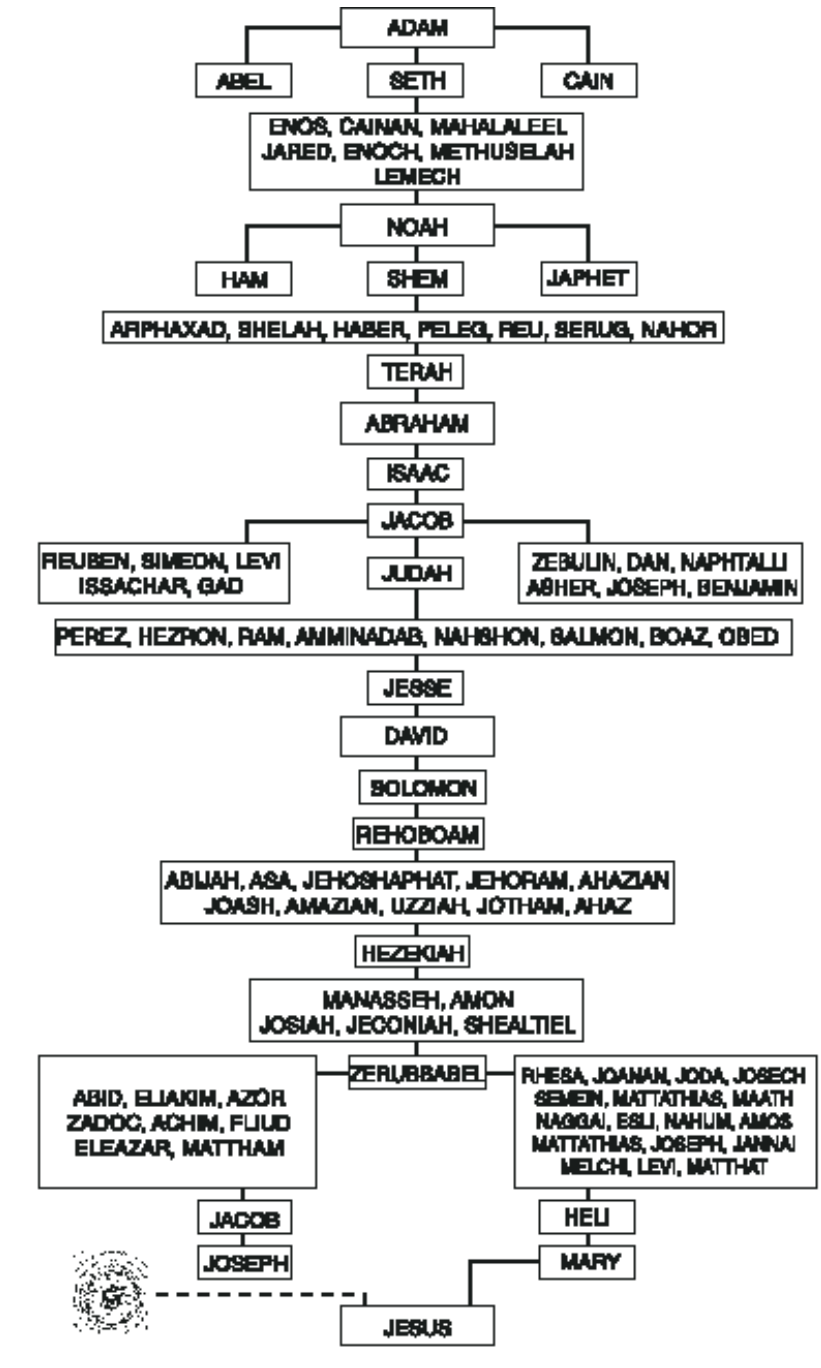 ADAM
ABEL
SETH
CAIN
ENOS, CAINAN, MAHALALEEL
JARED, ENOCH, METHUSELAH
LEMECH
NOAH
HAM
SHEM
JAPHET
ARPHAXAD, SHELAH, HABER, PELEG, REU, SERUG, NAHOR
TERAH
ABRAHAM
ISAAC
JACOB
REUBEN, SIMEON, LEVI
ISSACHAR, GAD
JUDAH
ZEBULIN, DAN, NAPHTALLI
ASHER, JOSEPH, BENJAMIN
PEREZ, HEZRON, RAM, AMMINADAB, NAHSHON, SALMON, BOAZ, OBED
JESSE
DAVID
SOLOMON
REHOBOAM
ABIJAH, ASA, JEHOSHAPHAT, JEHORAM, AHAZIAN
JOASH, AMAZIAN, UZZIAH, JOTHAM, AHAZ
HEZEKIAH
MANASSEH, AMON
JOSIAH, JECONIAH, SHEALTIEL
ZERUBBABEL
ABID, ELIAKIM, AZOR
ZADOC, ACHIM, ELIUD
ELEAZAR, MATTHAM
JACOB
JOSEPH
RHESA, JOANAN, JODA, JOSECH
SEMEIN, MATTATHIAS, MAATH
NAGGAI, ESLI, NAHUM, AMOS
MATTATHIAS, JOSEPH, JANNAI
MELCHI, LEVI, MATTHAT
HELI
MARY
JESUS